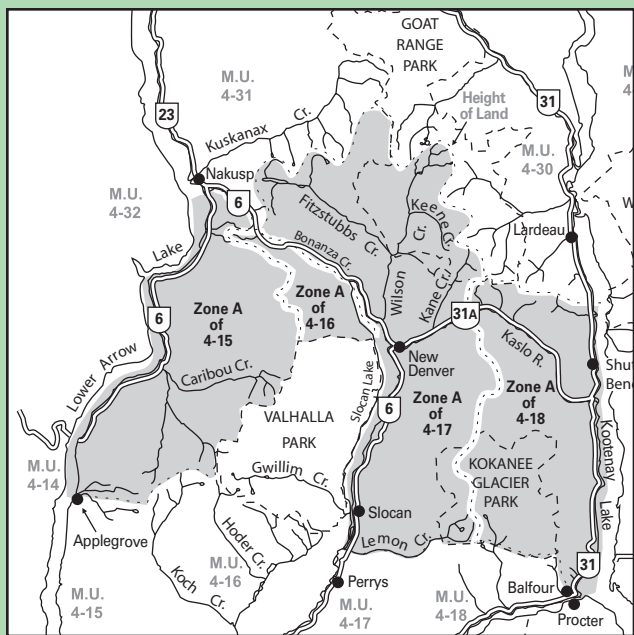 GOAT
RANGE
PARK
M.U.
4-31
23
Kuskanax Cr.
Height
of Land
31
M.U.
4-30
Nakusp
6
M.U.
4-32
Fitzstubbs Cr.
Keene Cr.
Lardeau
Bonanza Cr.
Wilson Cr.
Kane Cr.
Lower Arrow Lake
6
Zone A
of
4-15
Zone A
of
4-16
31A
Kaslo R.
New
Denver
Shut
Ben
Caribou Cr.
Slocan Lake
6
Zone A
of
4-17
Zone A
of
4-18
VALHALLA
PARK
Kootenay Lake
M.U.
4-14
Gwillim Cr.
KOKANEE
GLACIER
PARK
Slocan
Applegrove
Hoder Cr.
Lemon Cr.
M.U.
4-16
Koch Cr.
31
M.U.
4-15
Perrys
M.U.
4-17
M.U.
4-18
Balfour
Procter